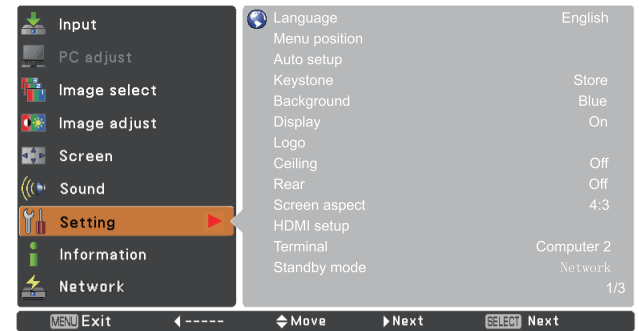 Input
PC adjust
Image select
Image adjust
Screen
Sound
Setting
Information
Network
Language English
Menu position
Auto setup
Keystone Store
Background Blue
Display On
Logo
Ceiling Off
Rear Off
Screen aspect 4:3
HDMI setup
Terminal Computer 2
Standby mode Network
1/3
MENU Exit ◀ ----- Move Next SELECT Next